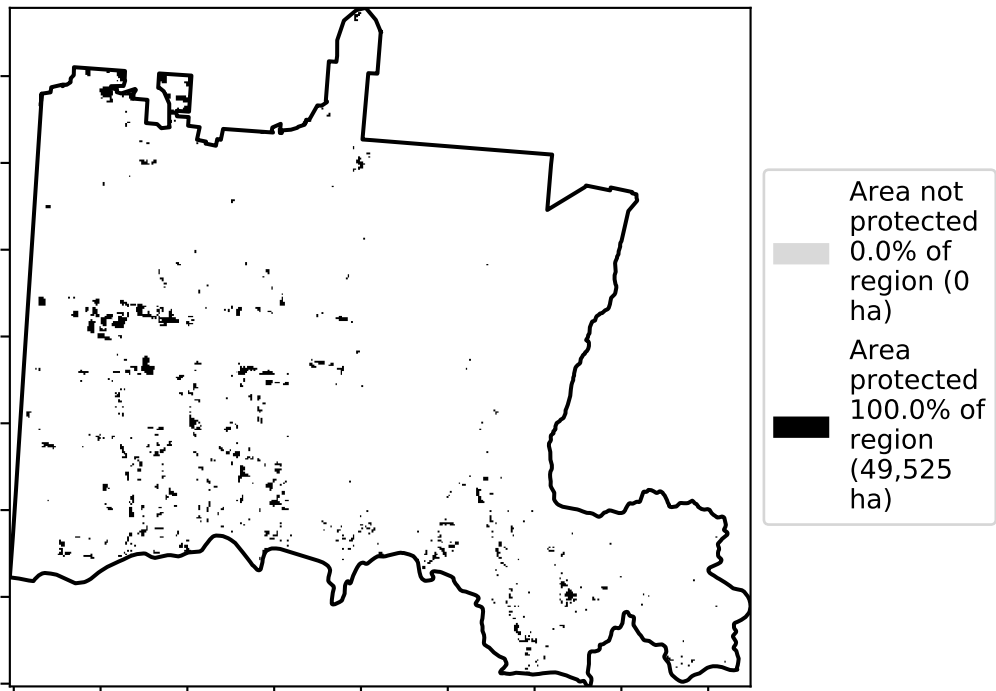 Area not
protected
0.0% of
region (0
ha)
Area
protected
100.0% of
region
(49,525
ha)